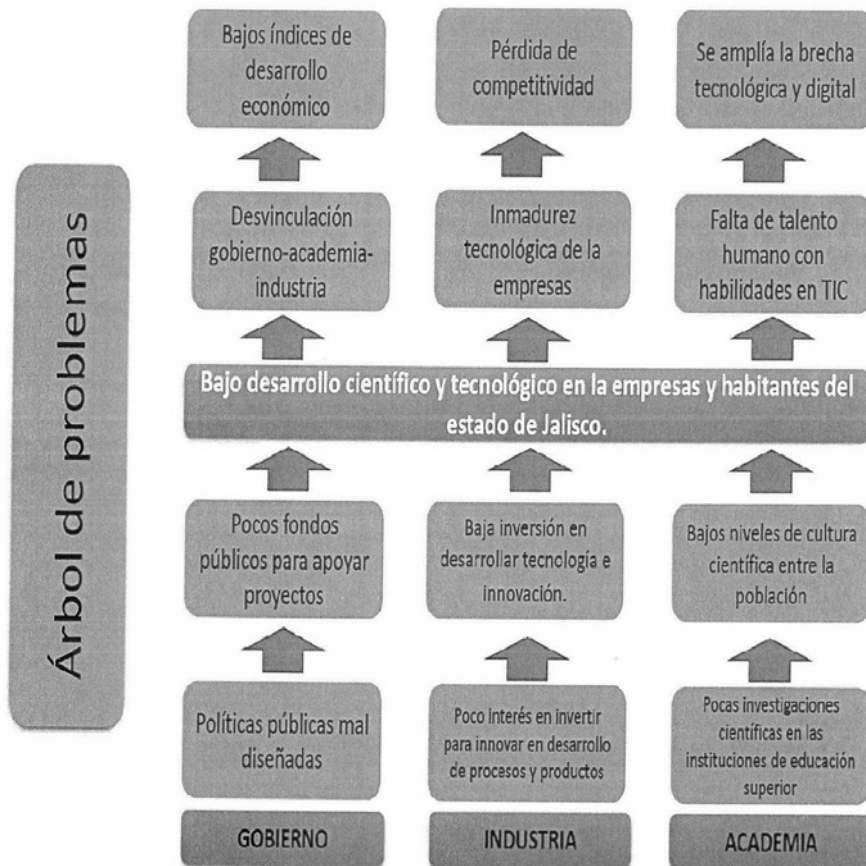 Árbol de problemas
Bajos índices de
desarrollo
económico
Pérdida de
competitividad
Se amplía la brecha
tecnológica y digital
Desvinculación
gobierno-academia-
industria
Inmadurez
tecnológica de la
empresas
Falta de talento
humano con
habilidades en TIC
Bajo desarrollo científico y tecnológico en la empresas y habitantes del
estado de Jalisco.
Pocos fondos
públicos para apoyar
proyectos
Baja inversión en
desarrollar tecnología e
innovación.
Bajos niveles de cultura
científica entre la
población
Políticas públicas mal
diseñadas
Poco Interés en invertir
para innovar en desarrollo
de procesos y productos
Pocas investigaciones
científicas en las
instituciones de educación
superior
GOBIERNO
INDUSTRIA
ACADEMIA